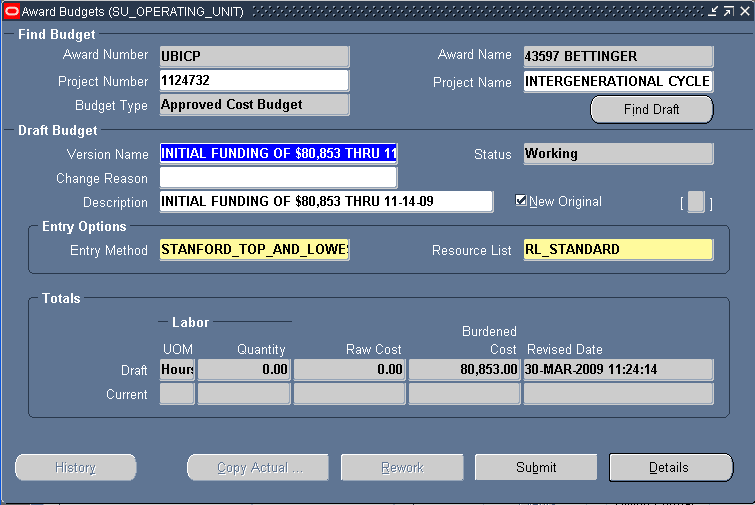 Award Budgets (SU_OPERATING_UNIT)
Find Budget
Award Number UBICP Award Name 43597 BETTINGER
Project Number 1124732 Project Name INTERGENERATIONAL CYCLE
Budget Type Approved Cost Budget
Find Draft
Draft Budget
Version Name INITIAL FUNDING OF $80,853 THRU 11 Status Working
Change Reason
Description INITIAL FUNDING OF $80,853 THRU 11-14-09 New Original [ ]
Entry Options
Entry Method STANFORD_TOP_AND_LOWES Resource List RL_STANDARD
Totals
Labor
Burdened
UOM Quantity Raw Cost Cost Revised Date
Draft Hours 0.00 0.00 80,853.00 30-MAR-2009 11:24:14
Current
History Copy Actual ... Rework Submit Details